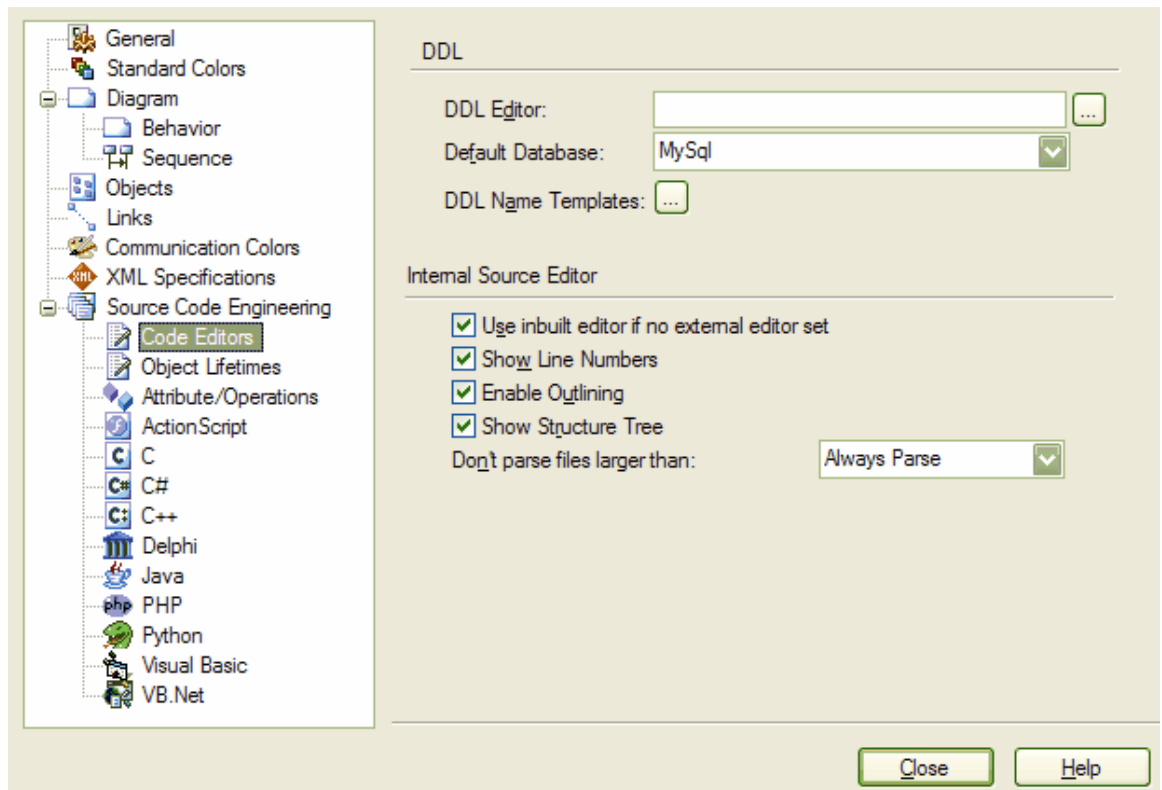 General
Standard Colors
Diagram
Behavior
Sequence
Objects
Links
Communication Colors
XML Specifications
Source Code Engineering
Code Editors
Object Lifetimes
Attribute/Operations
ActionScript
C
C#
C++
Delphi
Java
php PHP
Python
Visual Basic
VB.Net
DDL
DDL Editor: ...
Default Database: MySql
DDL Name Templates: ...
Internal Source Editor
Use inbuilt editor if no external editor set
Show Line Numbers
Enable Outlining
Show Structure Tree
Don't parse files larger than: Always Parse
Close Help